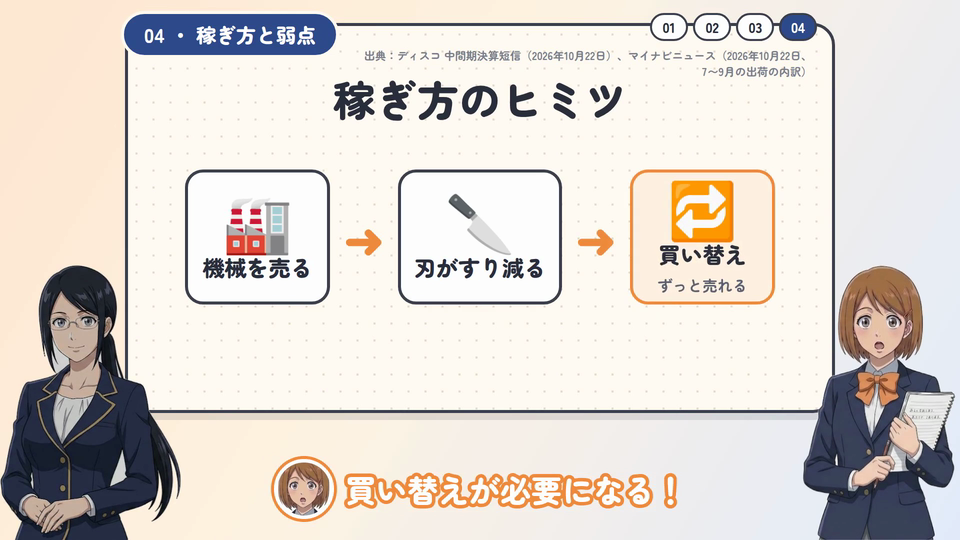 04 ・ 稼ぎ方と弱点
01 02 03 04
出典：ディスコ 中間期決算短信（2026年10月22日）、マイナビニュース（2026年10月22日、
7〜9月の出荷の内訳）
稼ぎ方のヒミツ
機械を売る
刃がすり減る
買い替え
ずっと売れる
買い替えが必要になる！